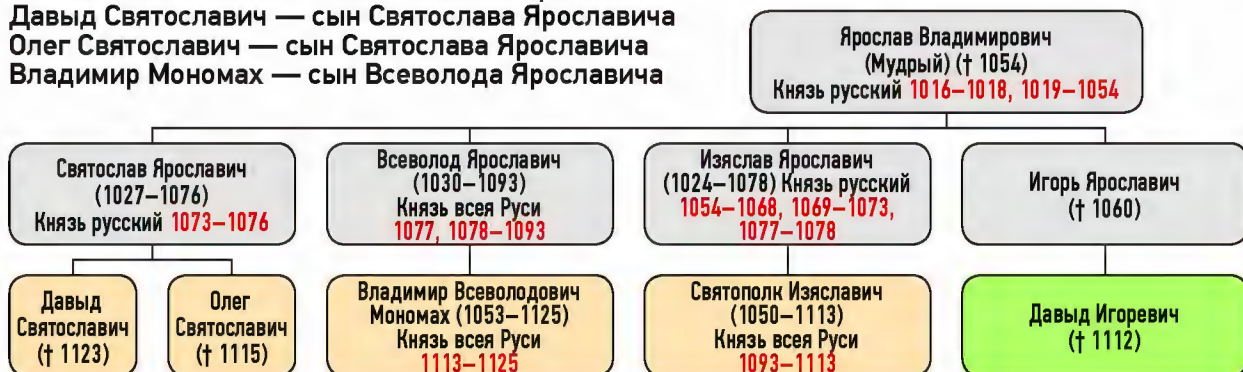 Давыд Святославич — сын Святослава Ярославича
Олег Святославич — сын Святослава Ярославича
Владимир Мономах — сын Всеволода Ярославича
Ярослав Владимирович
(Мудрый) († 1054)
Князь русский 1016–1018, 1019–1054
Святослав Ярославич
(1027–1076)
Князь русский 1073–1076
Всеволод Ярославич
(1030–1093)
Князь всея Руси
1077, 1078–1093
Изяслав Ярославич
(1024–1078) Князь русский
1054–1068, 1069–1073,
1077–1078
Игорь Ярославич
(† 1060)
Давыд
Святославич
(† 1123)
Олег
Святославич
(† 1115)
Владимир Всеволодович
Мономах (1053–1125)
Князь всея Руси
1113–1125
Святополк Изяславич
(1050–1113)
Князь всея Руси
1093–1113
Давыд Игоревич
(† 1112)